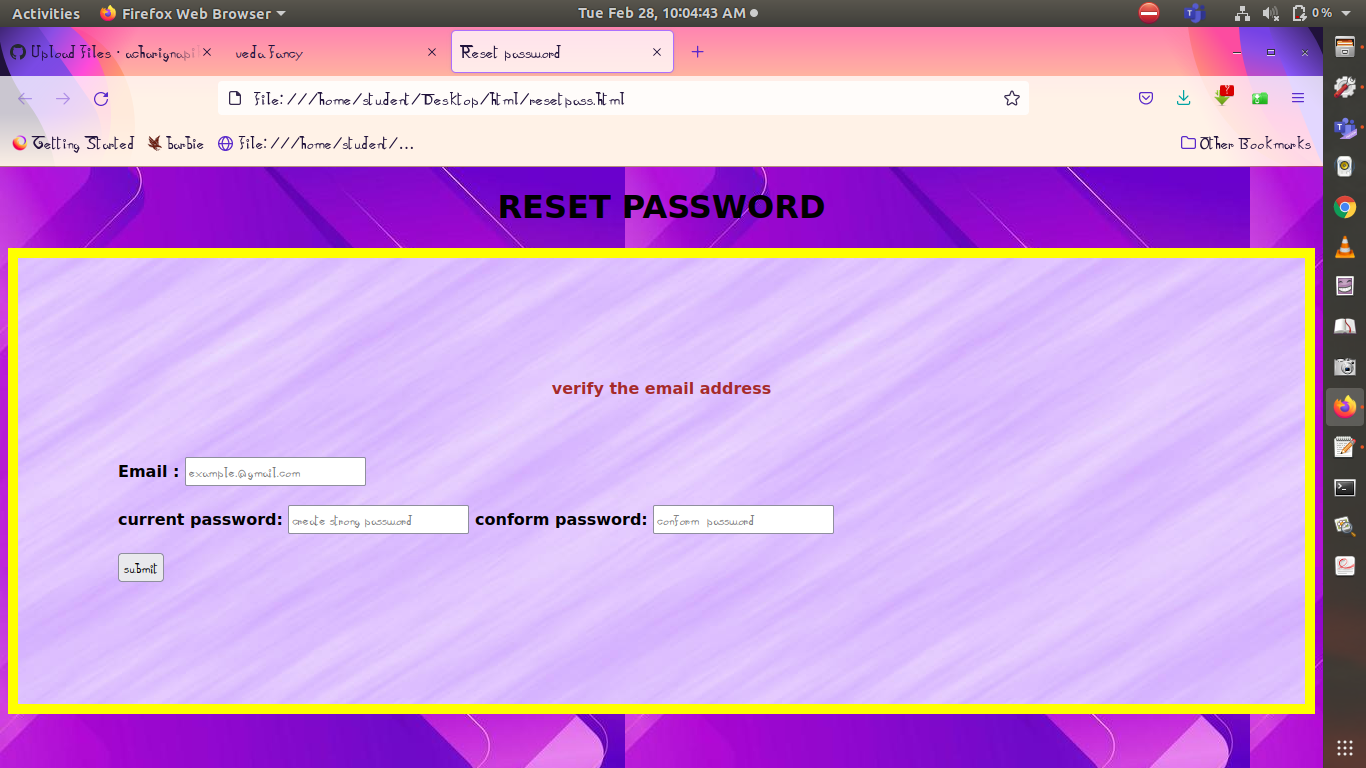 Activities Firefox Web Browser Tue Feb 28, 10:04:43 AM 0 %
Upload files · acharignapi veda fancy Reset password
file:///home/student/Desktop/html/resetpass.html
Getting Started barbie file:///home/student/... Other Bookmarks
RESET PASSWORD
verify the email address
Email : example.@gmail.com
current password: create strong password conform password: conform password
submit